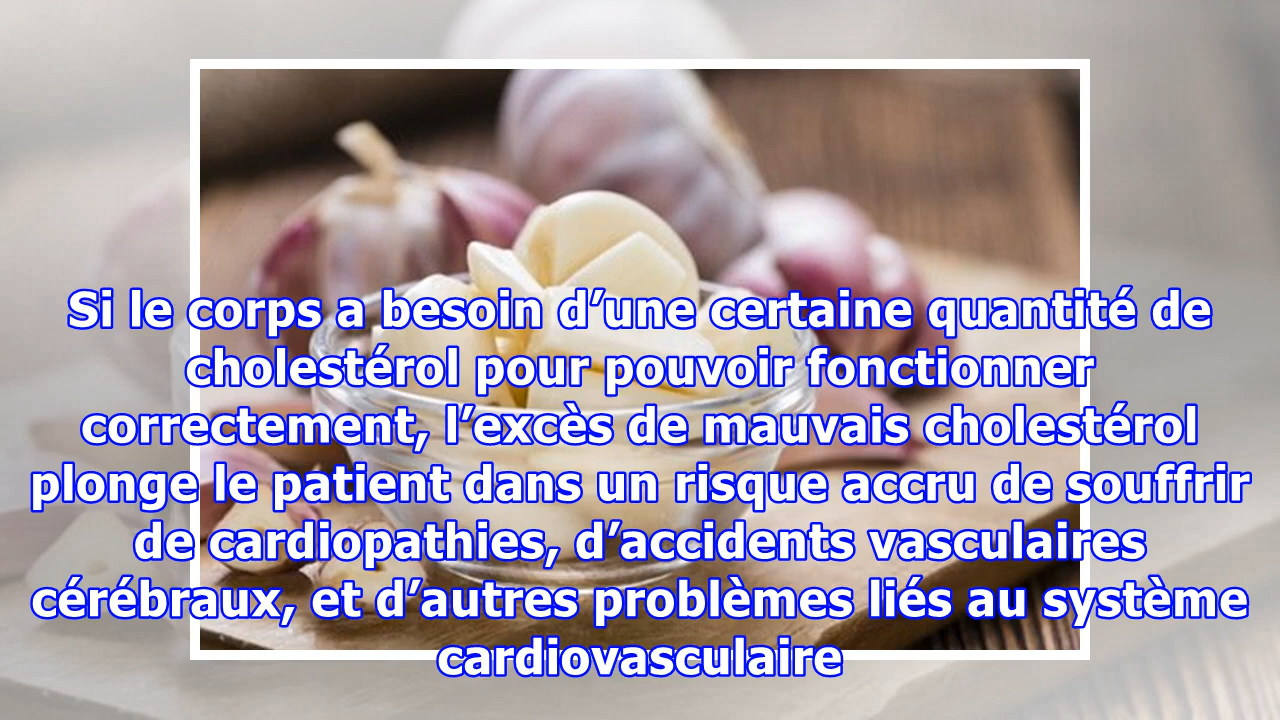 Si le corps a besoin d’une certaine quantité de
cholestérol pour pouvoir fonctionner
correctement, l’excès de mauvais cholestérol
plonge le patient dans un risque accru de souffrir
de cardiopathies, d’accidents vasculaires
cérébraux, et d’autres problèmes liés au système
cardiovasculaire